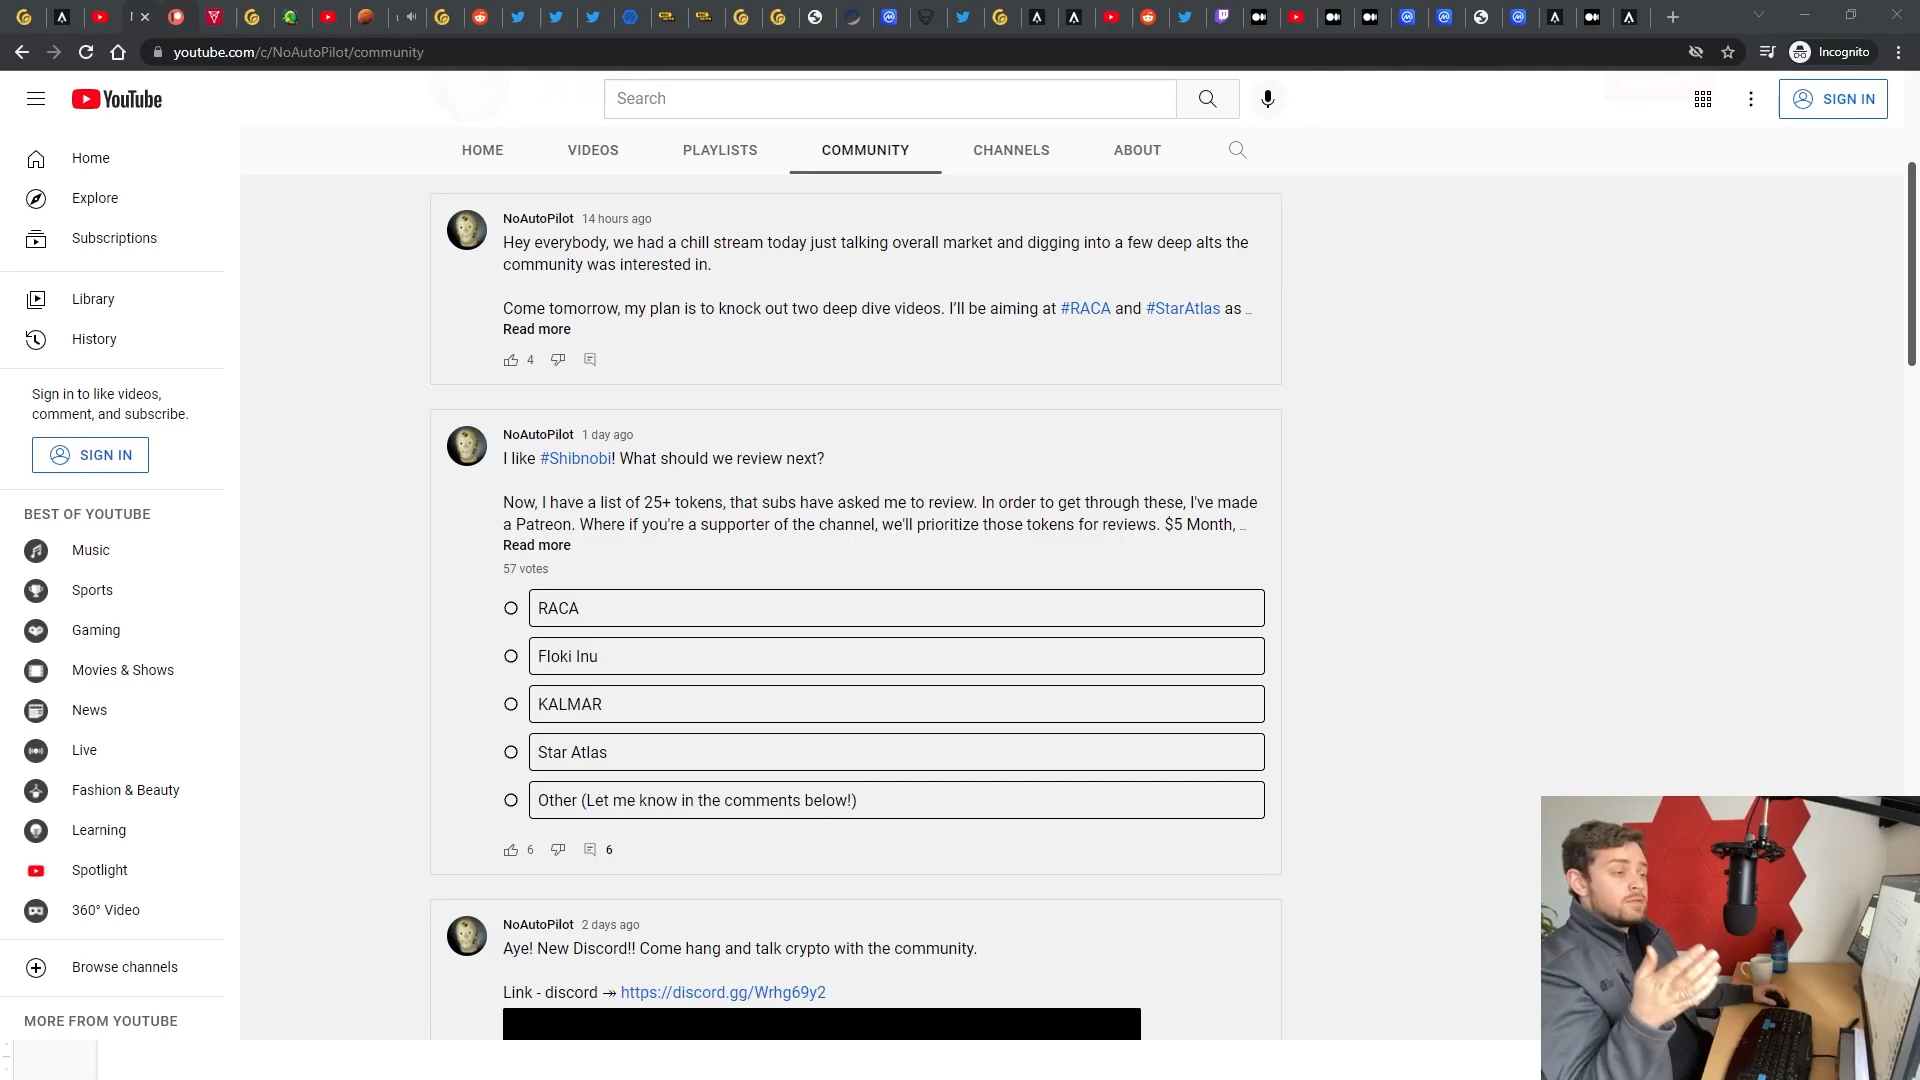 youtube.com/c/NoAutoPilot/community
Incognito
YouTube
Search
SIGN IN
HOME
VIDEOS
PLAYLISTS
COMMUNITY
CHANNELS
ABOUT
Home
Explore
Subscriptions
Library
History
Sign in to like videos,
comment, and subscribe.
SIGN IN
BEST OF YOUTUBE
Music
Sports
Gaming
Movies & Shows
News
Live
Fashion & Beauty
Learning
Spotlight
360° Video
Browse channels
MORE FROM YOUTUBE
NoAutoPilot 14 hours ago
Hey everybody, we had a chill stream today just talking overall market and digging into a few deep alts the
community was interested in.
Come tomorrow, my plan is to knock out two deep dive videos. I’ll be aiming at #RACA and #StarAtlas as ...
Read more
4
NoAutoPilot 1 day ago
I like #Shibnobi! What should we review next?
Now, I have a list of 25+ tokens, that subs have asked me to review. In order to get through these, I've made
a Patreon. Where if you're a supporter of the channel, we'll prioritize those tokens for reviews. $5 Month, ...
Read more
57 votes
RACA
Floki Inu
KALMAR
Star Atlas
Other (Let me know in the comments below!)
6 6
NoAutoPilot 2 days ago
Aye! New Discord!! Come hang and talk crypto with the community.
Link - discord ↠ https://discord.gg/Wrhg69y2